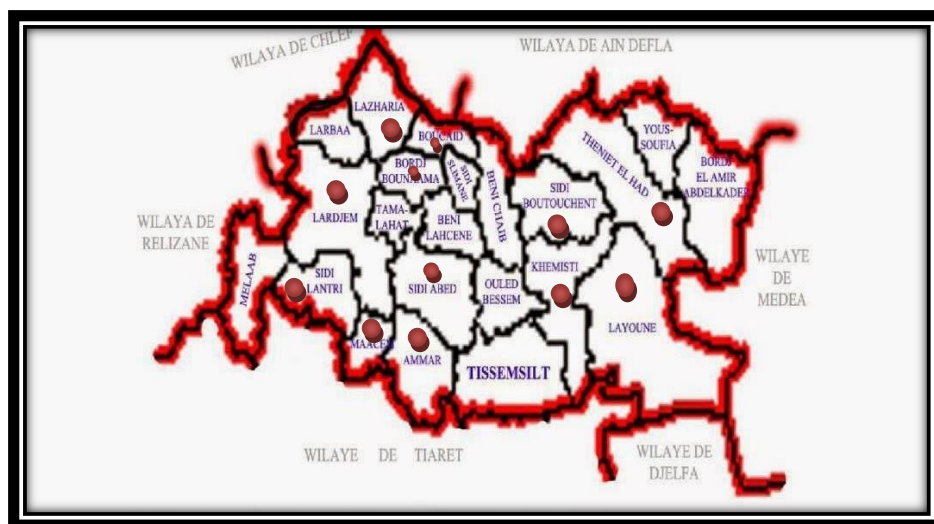 WILAYA DE CHLEF
WILAYA DE AIN DEFLA
LAZHARIA
LARBAA
BOUCAID
YOUS-
SOUFIA
THENIET EL HAD
BORDJ
EL AMIR
ABDELKADER
BORDJ
BOUNAAMA
SIDI
SLIMANE
BENI CHAIB
SIDI
BOUTOUCHENT
LARDJEM
TAMA-
LAHAT
BENI
LAHCENE
WILAYA DE
RELIZANE
MELAAB
SIDI
LANTRI
SIDI ABED
OULED
BESSEM
KHEMISTI
WILAYE
DE
MEDEA
LAYOUNE
MAACEM
AMMAR
TISSEMSILT
WILAYE DE TIARET
WILAYE DE
DJELFA